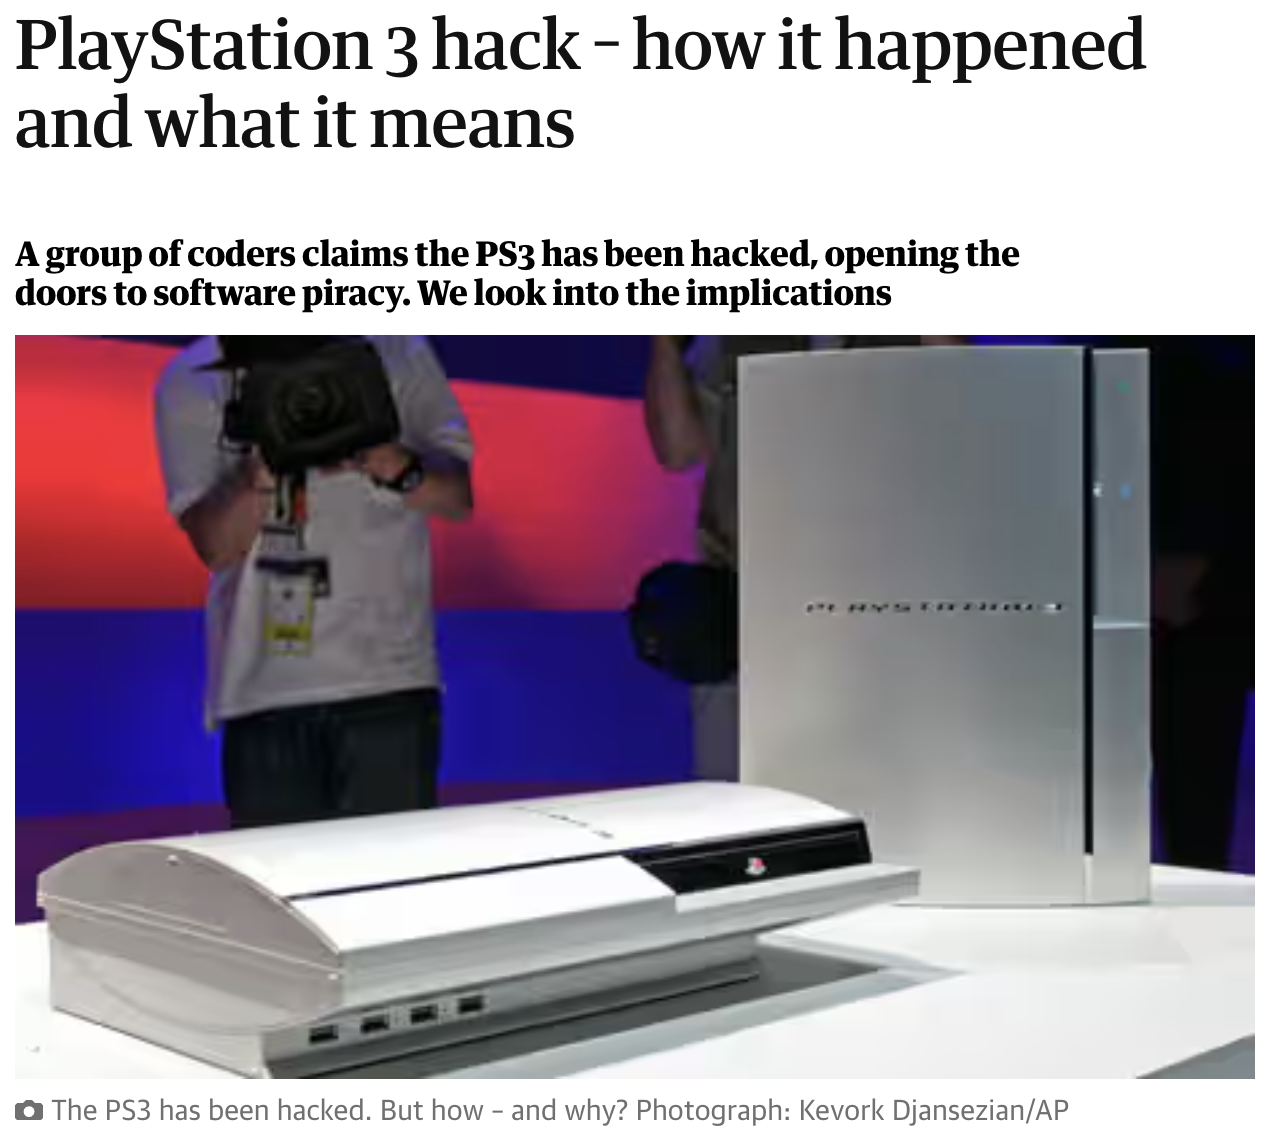 PlayStation 3 hack – how it happened
and what it means
A group of coders claims the PS3 has been hacked, opening the
doors to software piracy. We look into the implications
PLAYSTATION 3
The PS3 has been hacked. But how – and why? Photograph: Kevork Djansezian/AP